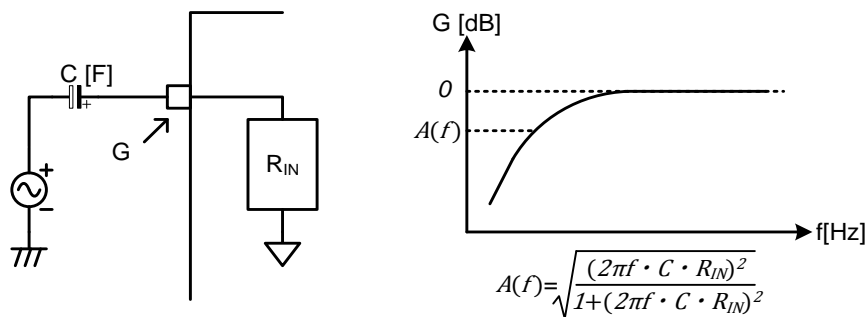 C [F]
+
G
+
−
R_IN
G [dB]
0
A(f)
f[Hz]
A(f)=√((2πf・C・R_IN)²/(1+(2πf・C・R_IN)²))